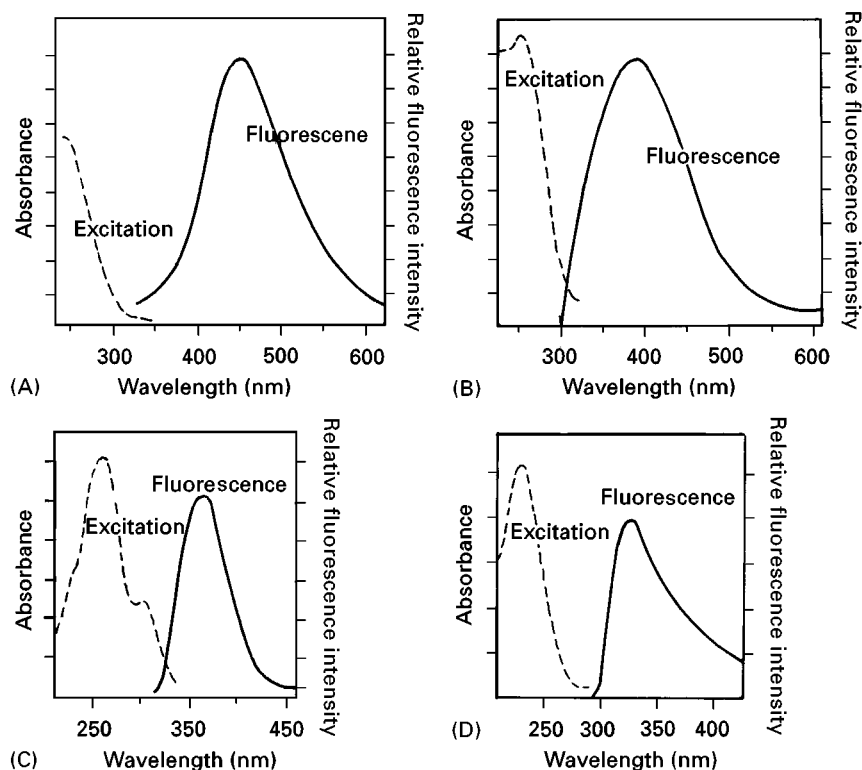 Absorbance
Excitation
Fluorescene
Relative fluorescence intensity
300 400 500 600
(A) Wavelength (nm)
Absorbance
Excitation
Fluorescence
Relative fluorescence intensity
300 400 500 600
(B) Wavelength (nm)
Absorbance
Fluorescence
Excitation
Relative fluorescence intensity
250 350 450
(C) Wavelength (nm)
Absorbance
Fluorescence
Excitation
Relative fluorescence intensity
250 300 350 400
(D) Wavelength (nm)